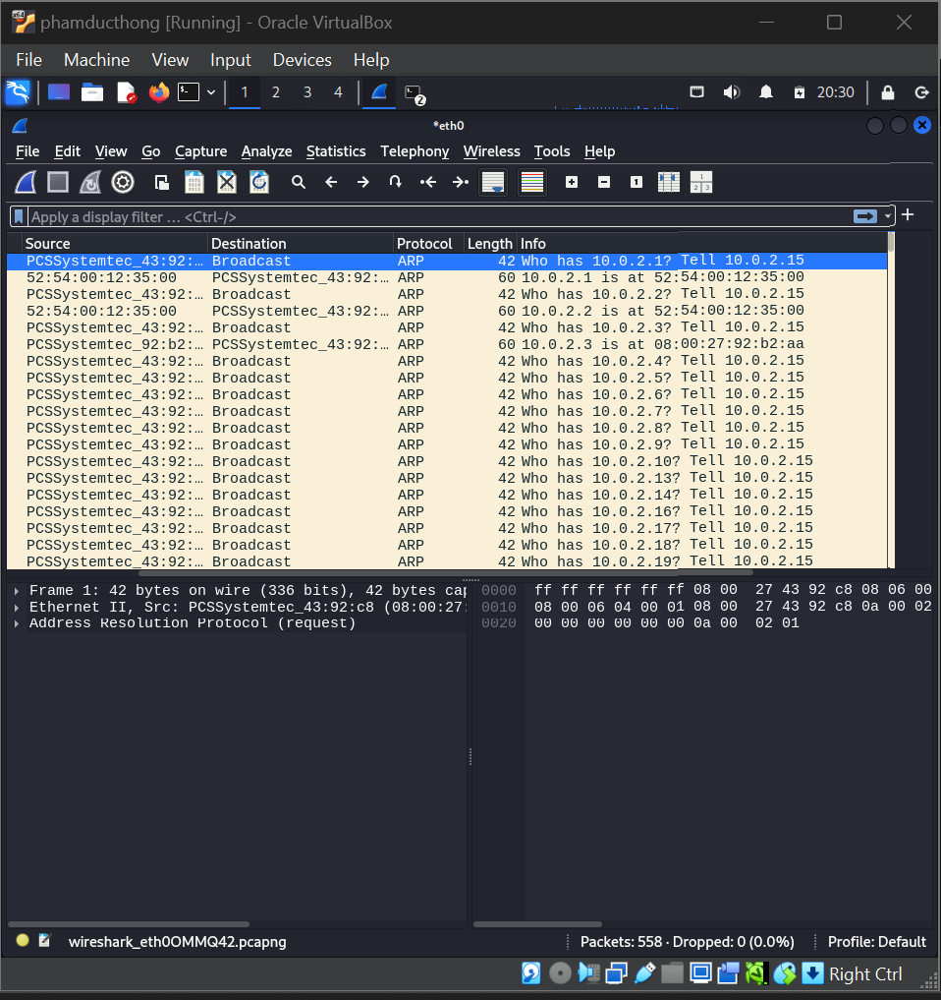 phamducthong [Running] - Oracle VirtualBox
File Machine View Input Devices Help
1 2 3 4 2 20:30
*eth0
File Edit View Go Capture Analyze Statistics Telephony Wireless Tools Help
Apply a display filter … <Ctrl-/>
Source Destination Protocol Length Info
PCSSystemtec_43:92:… Broadcast ARP 42 Who has 10.0.2.1? Tell 10.0.2.15
52:54:00:12:35:00 PCSSystemtec_43:92:… ARP 60 10.0.2.1 is at 52:54:00:12:35:00
PCSSystemtec_43:92:… Broadcast ARP 42 Who has 10.0.2.2? Tell 10.0.2.15
52:54:00:12:35:00 PCSSystemtec_43:92:… ARP 60 10.0.2.2 is at 52:54:00:12:35:00
PCSSystemtec_43:92:… Broadcast ARP 42 Who has 10.0.2.3? Tell 10.0.2.15
PCSSystemtec_92:b2:… PCSSystemtec_43:92:… ARP 60 10.0.2.3 is at 08:00:27:92:b2:aa
PCSSystemtec_43:92:… Broadcast ARP 42 Who has 10.0.2.4? Tell 10.0.2.15
PCSSystemtec_43:92:… Broadcast ARP 42 Who has 10.0.2.5? Tell 10.0.2.15
PCSSystemtec_43:92:… Broadcast ARP 42 Who has 10.0.2.6? Tell 10.0.2.15
PCSSystemtec_43:92:… Broadcast ARP 42 Who has 10.0.2.7? Tell 10.0.2.15
PCSSystemtec_43:92:… Broadcast ARP 42 Who has 10.0.2.8? Tell 10.0.2.15
PCSSystemtec_43:92:… Broadcast ARP 42 Who has 10.0.2.9? Tell 10.0.2.15
PCSSystemtec_43:92:… Broadcast ARP 42 Who has 10.0.2.10? Tell 10.0.2.15
PCSSystemtec_43:92:… Broadcast ARP 42 Who has 10.0.2.13? Tell 10.0.2.15
PCSSystemtec_43:92:… Broadcast ARP 42 Who has 10.0.2.14? Tell 10.0.2.15
PCSSystemtec_43:92:… Broadcast ARP 42 Who has 10.0.2.16? Tell 10.0.2.15
PCSSystemtec_43:92:… Broadcast ARP 42 Who has 10.0.2.17? Tell 10.0.2.15
PCSSystemtec_43:92:… Broadcast ARP 42 Who has 10.0.2.18? Tell 10.0.2.15
PCSSystemtec_43:92:… Broadcast ARP 42 Who has 10.0.2.19? Tell 10.0.2.15
Frame 1: 42 bytes on wire (336 bits), 42 bytes cap
Ethernet II, Src: PCSSystemtec_43:92:c8 (08:00:27:
Address Resolution Protocol (request)
0000 ff ff ff ff ff ff 08 00 27 43 92 c8 08 06 00
0010 08 00 06 04 00 01 08 00 27 43 92 c8 0a 00 02
0020 00 00 00 00 00 00 0a 00 02 01
wireshark_eth0OMMQ42.pcapng Packets: 558 · Dropped: 0 (0.0%) Profile: Default
Right Ctrl